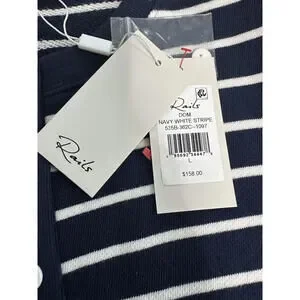 Rails
Rails
DOM
NAVY WHITE STRIPE
535B-362C-1097
L
$158.00